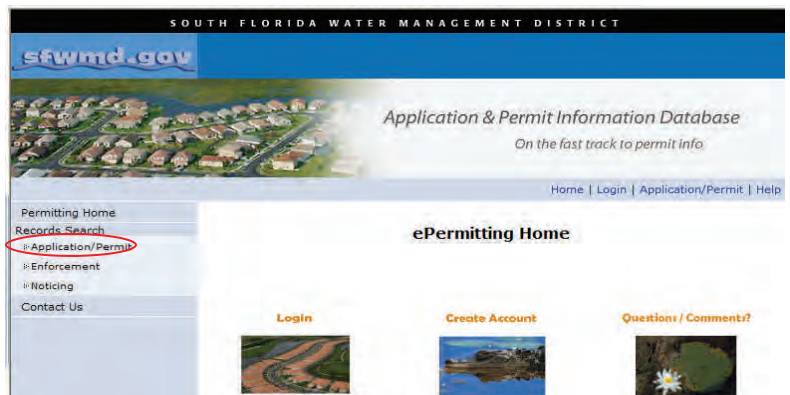 SOUTH FLORIDA WATER MANAGEMENT DISTRICT
sfwmd.gov
Application & Permit Information Database
On the fast track to permit info
Home | Login | Application/Permit | Help
Permitting Home
Records Search
Application/Permit
Enforcement
Noticing
Contact Us
ePermitting Home
Login
Create Account
Questions / Comments?